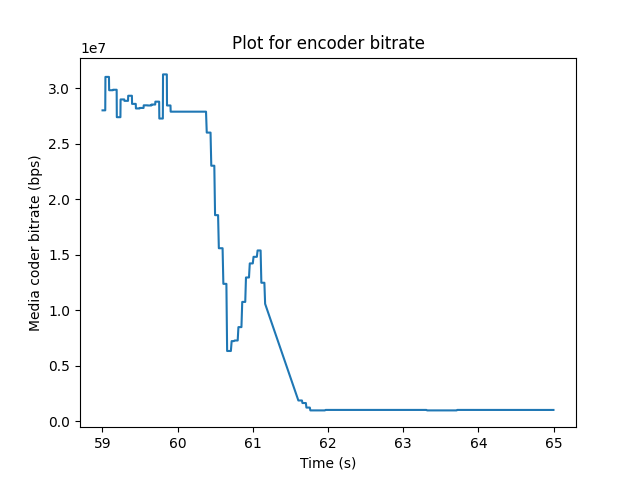 Plot for encoder bitrate
1e7
3.0
2.5
2.0
1.5
1.0
0.5
0.0
Media coder bitrate (bps)
59 60 61 62 63 64 65
Time (s)